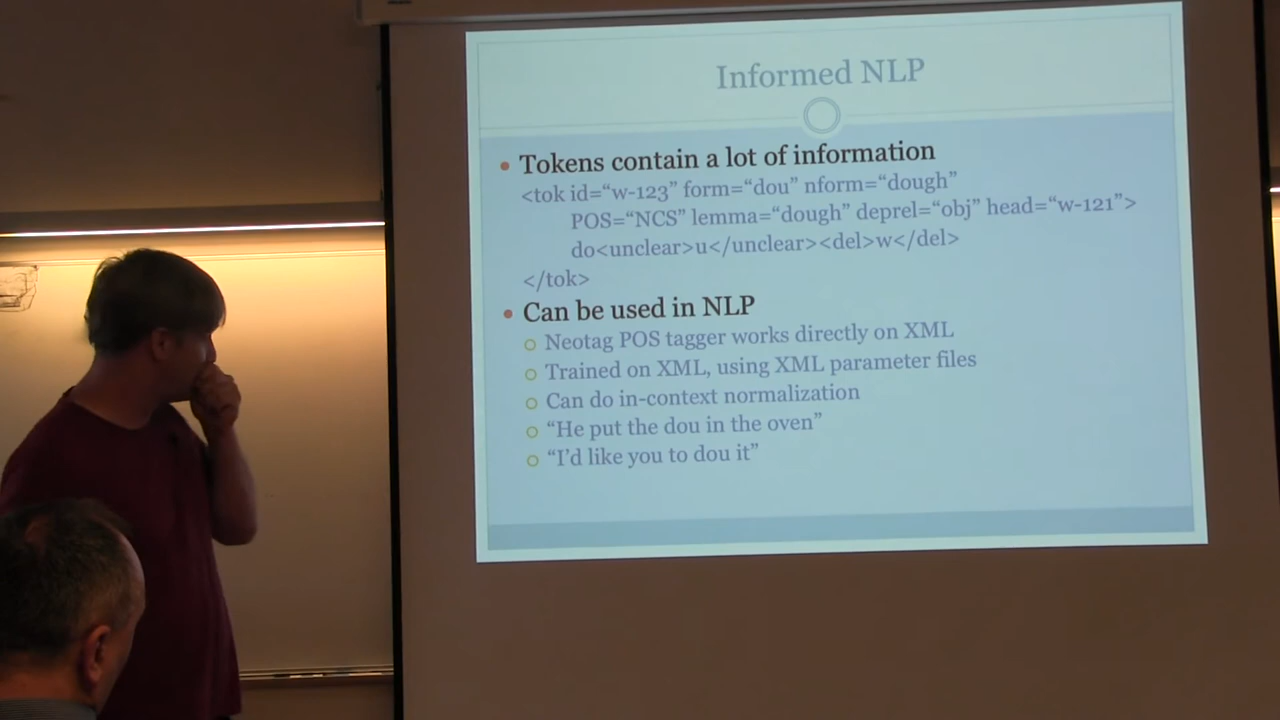 Informed NLP
• Tokens contain a lot of information
<tok id=“w-123” form=“dou” nform=“dough”
POS=“NCS” lemma=“dough” deprel=“obj” head=“w-121”>
do<unclear>u</unclear><del>w</del>
</tok>
• Can be used in NLP
○ Neotag POS tagger works directly on XML
○ Trained on XML, using XML parameter files
○ Can do in-context normalization
○ “He put the dou in the oven”
○ “I’d like you to dou it”